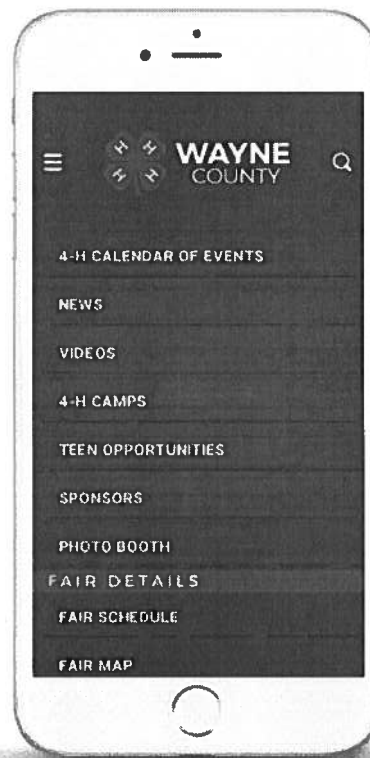 H H
WAYNE
COUNTY
H H
4-H CALENDAR OF EVENTS
NEWS
VIDEOS
4-H CAMPS
TEEN OPPORTUNITIES
SPONSORS
PHOTO BOOTH
FAIR DETAILS
FAIR SCHEDULE
FAIR MAP